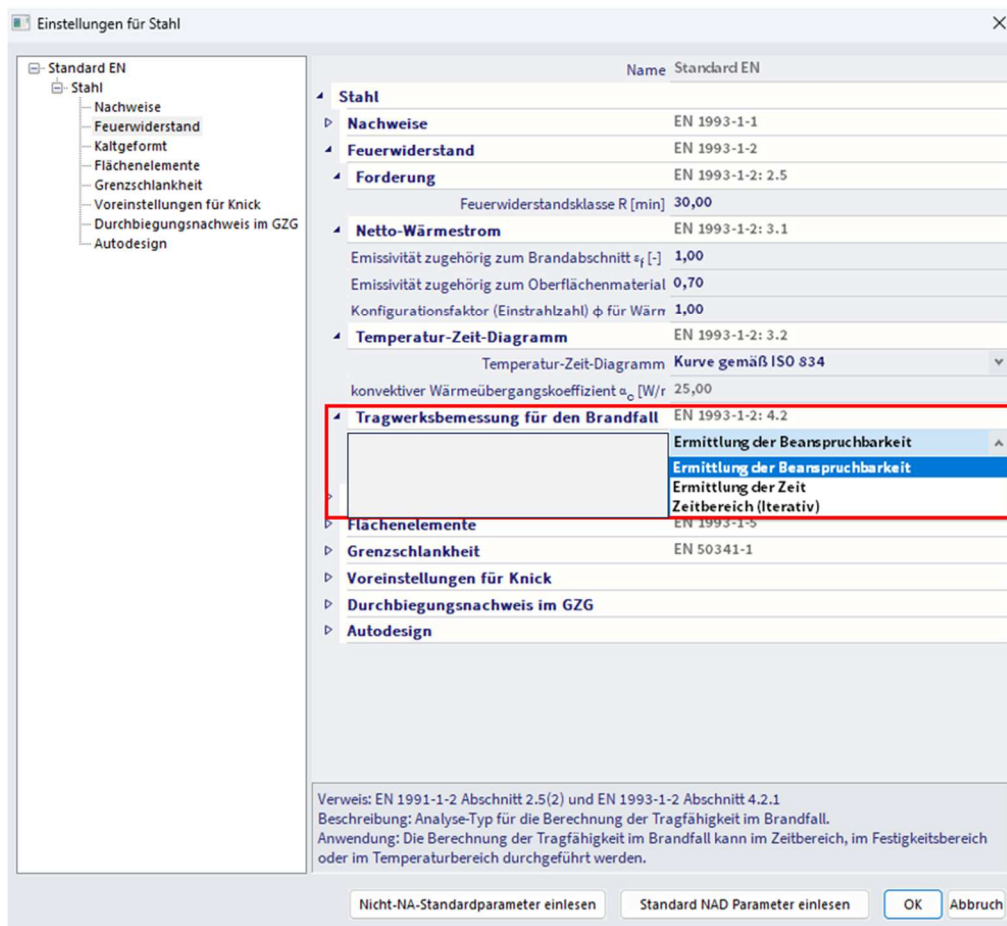 Einstellungen für Stahl
Standard EN
Stahl
Nachweise
Feuerwiderstand
Kaltgeformt
Flächenelemente
Grenzschlankheit
Voreinstellungen für Knick
Durchbiegungsnachweis im GZG
Autodesign
Name Standard EN
Stahl
Nachweise EN 1993-1-1
Feuerwiderstand EN 1993-1-2
Forderung EN 1993-1-2: 2.5
Feuerwiderstandsklasse R [min] 30,00
Netto-Wärmestrom EN 1993-1-2: 3.1
Emissivität zugehörig zum Brandabschnitt εf [-] 1,00
Emissivität zugehörig zum Oberflächenmaterial 0,70
Konfigurationsfaktor (Einstrahlzahl) ϕ für Wärm 1,00
Temperatur-Zeit-Diagramm EN 1993-1-2: 3.2
Temperatur-Zeit-Diagramm Kurve gemäß ISO 834
konvektiver Wärmeübergangskoeffizient αc [W/r 25,00
Tragwerksbemessung für den Brandfall EN 1993-1-2: 4.2
Ermittlung der Beanspruchbarkeit
Ermittlung der Beanspruchbarkeit
Ermittlung der Zeit
Zeitbereich (Iterativ)
Flächenelemente EN 1993-1-5
Grenzschlankheit EN 50341-1
Voreinstellungen für Knick
Durchbiegungsnachweis im GZG
Autodesign
Verweis: EN 1991-1-2 Abschnitt 2.5(2) und EN 1993-1-2 Abschnitt 4.2.1
Beschreibung: Analyse-Typ für die Berechnung der Tragfähigkeit im Brandfall.
Anwendung: Die Berechnung der Tragfähigkeit im Brandfall kann im Zeitbereich, im Festigkeitsbereich
oder im Temperaturbereich durchgeführt werden.
Nicht-NA-Standardparameter einlesen Standard NAD Parameter einlesen OK Abbruch